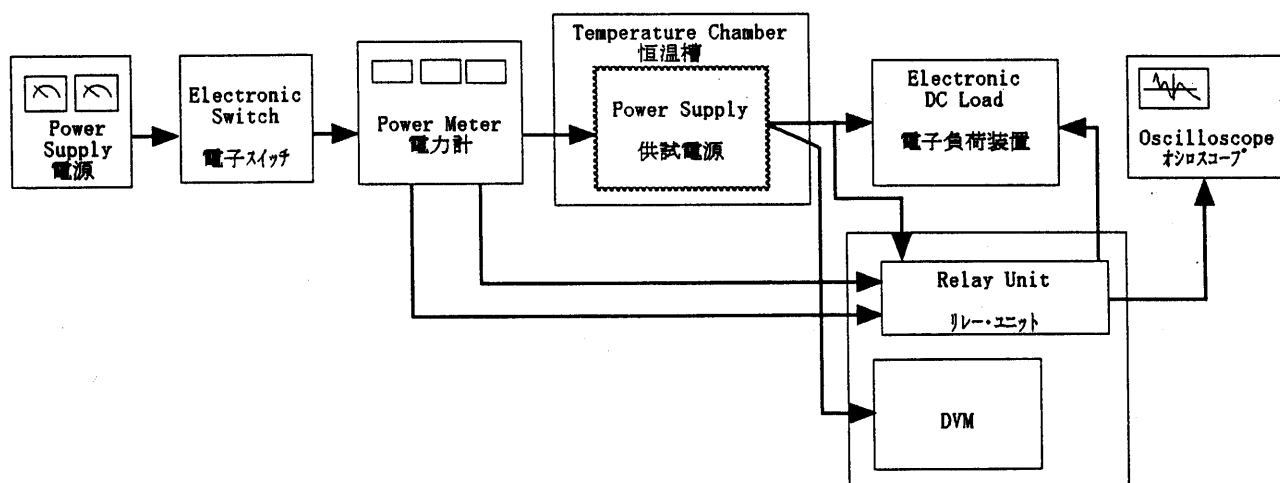 Power
Supply
電源
Electronic
Switch
電子スイッチ
Power Meter
電力計
Temperature Chamber
恒温槽
Power Supply
供試電源
Electronic
DC Load
電子負荷装置
Oscilloscope
オシロスコープ
Relay Unit
リレー・ユニット
DVM